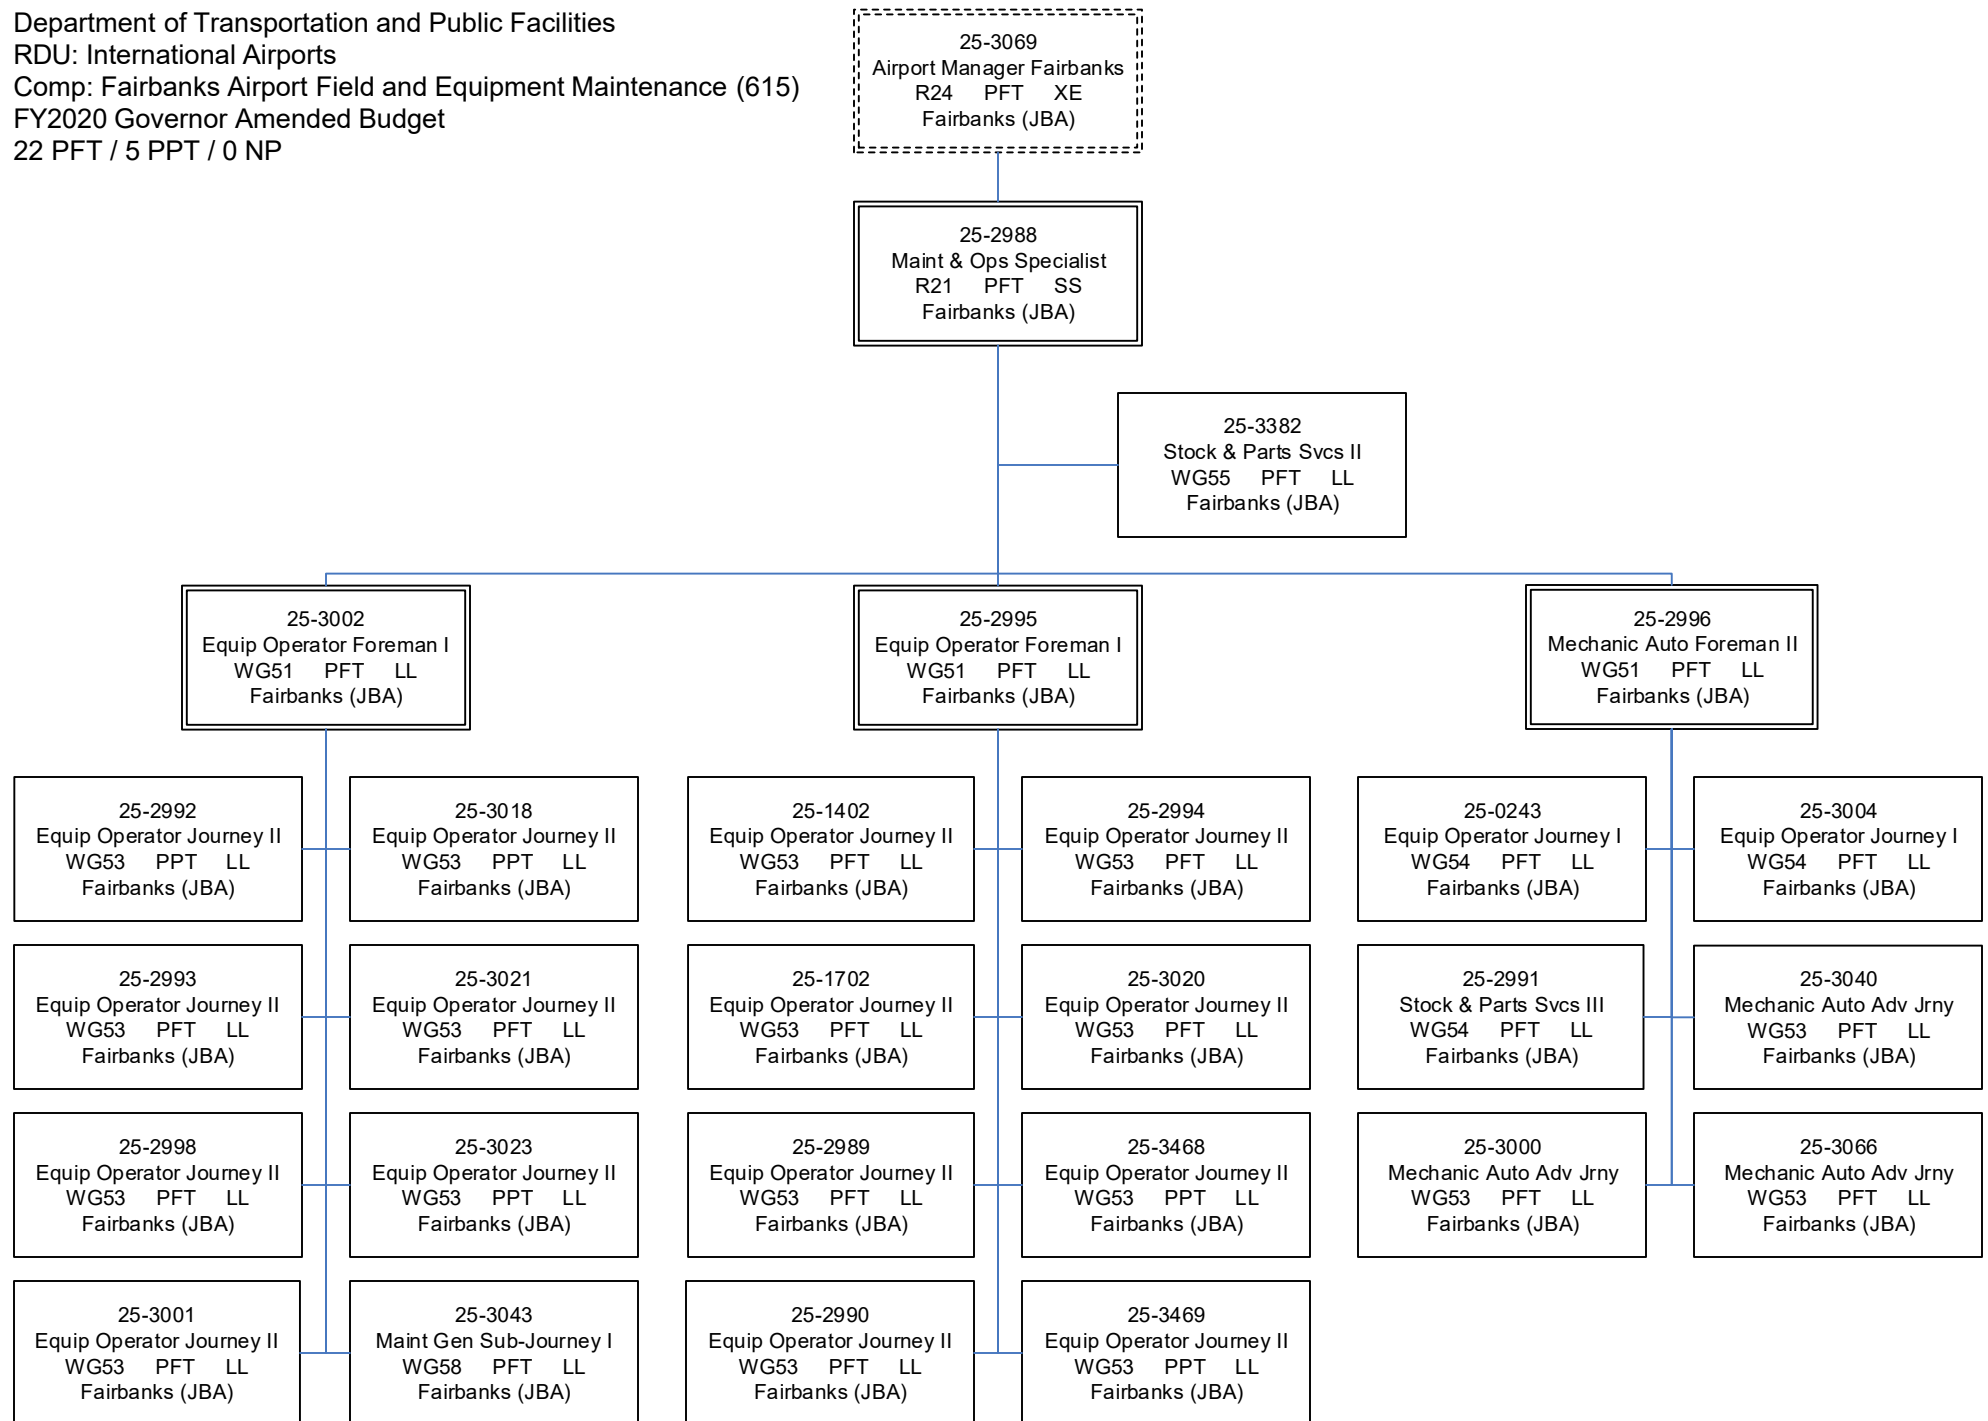 Department of Transportation and Public Facilities
RDU: International Airports
Comp: Fairbanks Airport Field and Equipment Maintenance (615)
FY2020 Governor Amended Budget
22 PFT / 5 PPT / 0 NP
25-3069
Airport Manager Fairbanks
R24 PFT XE
Fairbanks (JBA)
25-2988
Maint & Ops Specialist
R21 PFT SS
Fairbanks (JBA)
25-3382
Stock & Parts Svcs II
WG55 PFT LL
Fairbanks (JBA)
25-3002
Equip Operator Foreman I
WG51 PFT LL
Fairbanks (JBA)
25-2995
Equip Operator Foreman I
WG51 PFT LL
Fairbanks (JBA)
25-2996
Mechanic Auto Foreman II
WG51 PFT LL
Fairbanks (JBA)
25-2992
Equip Operator Journey II
WG53 PPT LL
Fairbanks (JBA)
25-3018
Equip Operator Journey II
WG53 PPT LL
Fairbanks (JBA)
25-1402
Equip Operator Journey II
WG53 PFT LL
Fairbanks (JBA)
25-2994
Equip Operator Journey II
WG53 PFT LL
Fairbanks (JBA)
25-0243
Equip Operator Journey I
WG54 PFT LL
Fairbanks (JBA)
25-3004
Equip Operator Journey I
WG54 PFT LL
Fairbanks (JBA)
25-2993
Equip Operator Journey II
WG53 PFT LL
Fairbanks (JBA)
25-3021
Equip Operator Journey II
WG53 PFT LL
Fairbanks (JBA)
25-1702
Equip Operator Journey II
WG53 PFT LL
Fairbanks (JBA)
25-3020
Equip Operator Journey II
WG53 PFT LL
Fairbanks (JBA)
25-2991
Stock & Parts Svcs III
WG54 PFT LL
Fairbanks (JBA)
25-3040
Mechanic Auto Adv Jrny
WG53 PFT LL
Fairbanks (JBA)
25-2998
Equip Operator Journey II
WG53 PFT LL
Fairbanks (JBA)
25-3023
Equip Operator Journey II
WG53 PPT LL
Fairbanks (JBA)
25-2989
Equip Operator Journey II
WG53 PFT LL
Fairbanks (JBA)
25-3468
Equip Operator Journey II
WG53 PPT LL
Fairbanks (JBA)
25-3000
Mechanic Auto Adv Jrny
WG53 PFT LL
Fairbanks (JBA)
25-3066
Mechanic Auto Adv Jrny
WG53 PFT LL
Fairbanks (JBA)
25-3001
Equip Operator Journey II
WG53 PFT LL
Fairbanks (JBA)
25-3043
Maint Gen Sub-Journey I
WG58 PFT LL
Fairbanks (JBA)
25-2990
Equip Operator Journey II
WG53 PFT LL
Fairbanks (JBA)
25-3469
Equip Operator Journey II
WG53 PPT LL
Fairbanks (JBA)